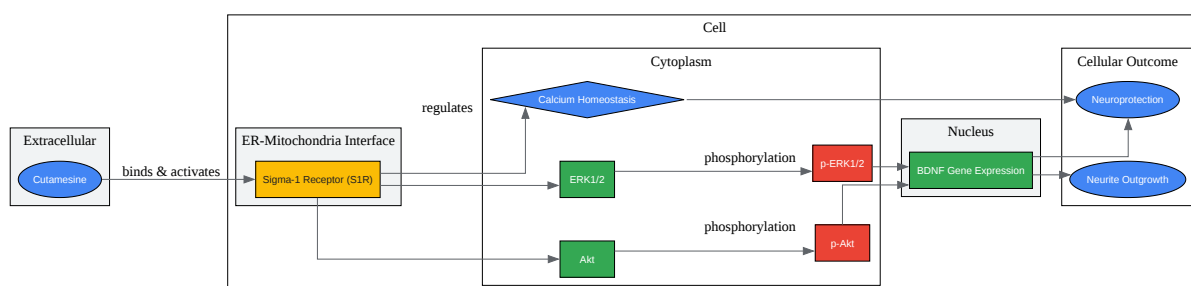 Cell
Cytoplasm
Cellular Outcome
Calcium Homeostasis
Neuroprotection
regulates
Extracellular
ER-Mitochondria Interface
Nucleus
Cutamesine
binds & activates
Sigma-1 Receptor (S1R)
ERK1/2
phosphorylation
p-ERK1/2
BDNF Gene Expression
Neurite Outgrowth
Akt
phosphorylation
p-Akt